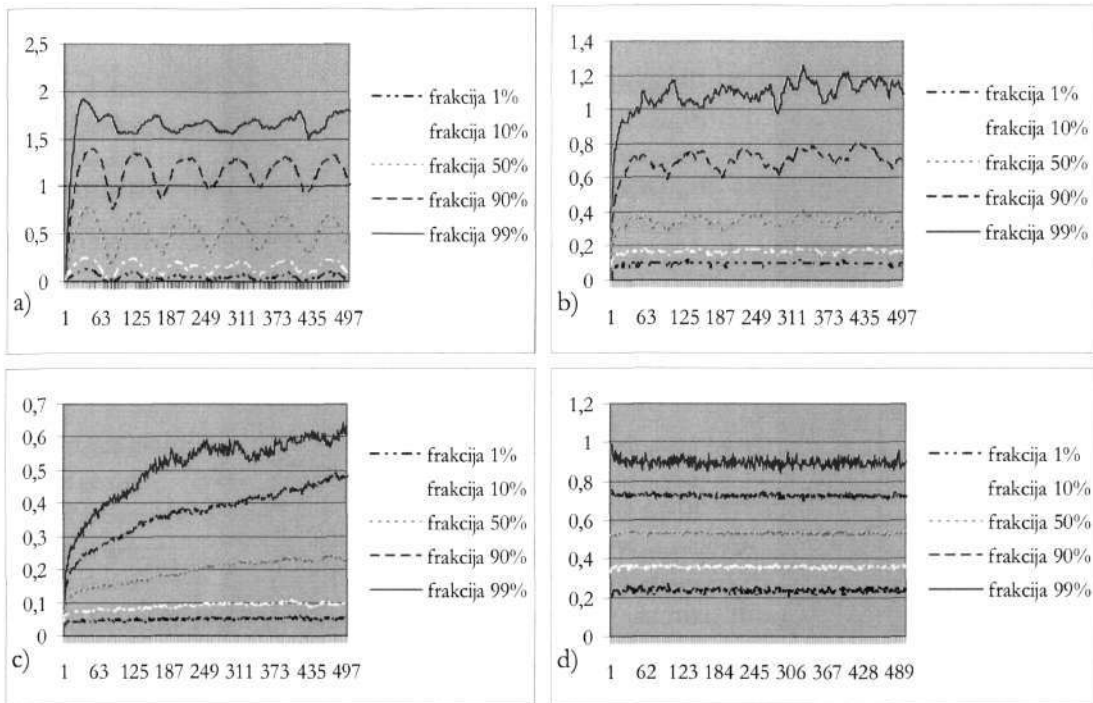 2,5
2
1,5
1
0,5
0
1 63 125 187 249 311 373 435 497
a)
frakcija 1%
frakcija 10%
frakcija 50%
frakcija 90%
frakcija 99%
1,4
1,2
1
0,8
0,6
0,4
0,2
0
1 63 125 187 249 311 373 435 497
b)
frakcija 1%
frakcija 10%
frakcija 50%
frakcija 90%
frakcija 99%
0,7
0,6
0,5
0,4
0,3
0,2
0,1
0
1 63 125 187 249 311 373 435 497
c)
frakcija 1%
frakcija 10%
frakcija 50%
frakcija 90%
frakcija 99%
1,2
1
0,8
0,6
0,4
0,2
0
1 62 123 184 245 306 367 428 489
d)
frakcija 1%
frakcija 10%
frakcija 50%
frakcija 90%
frakcija 99%